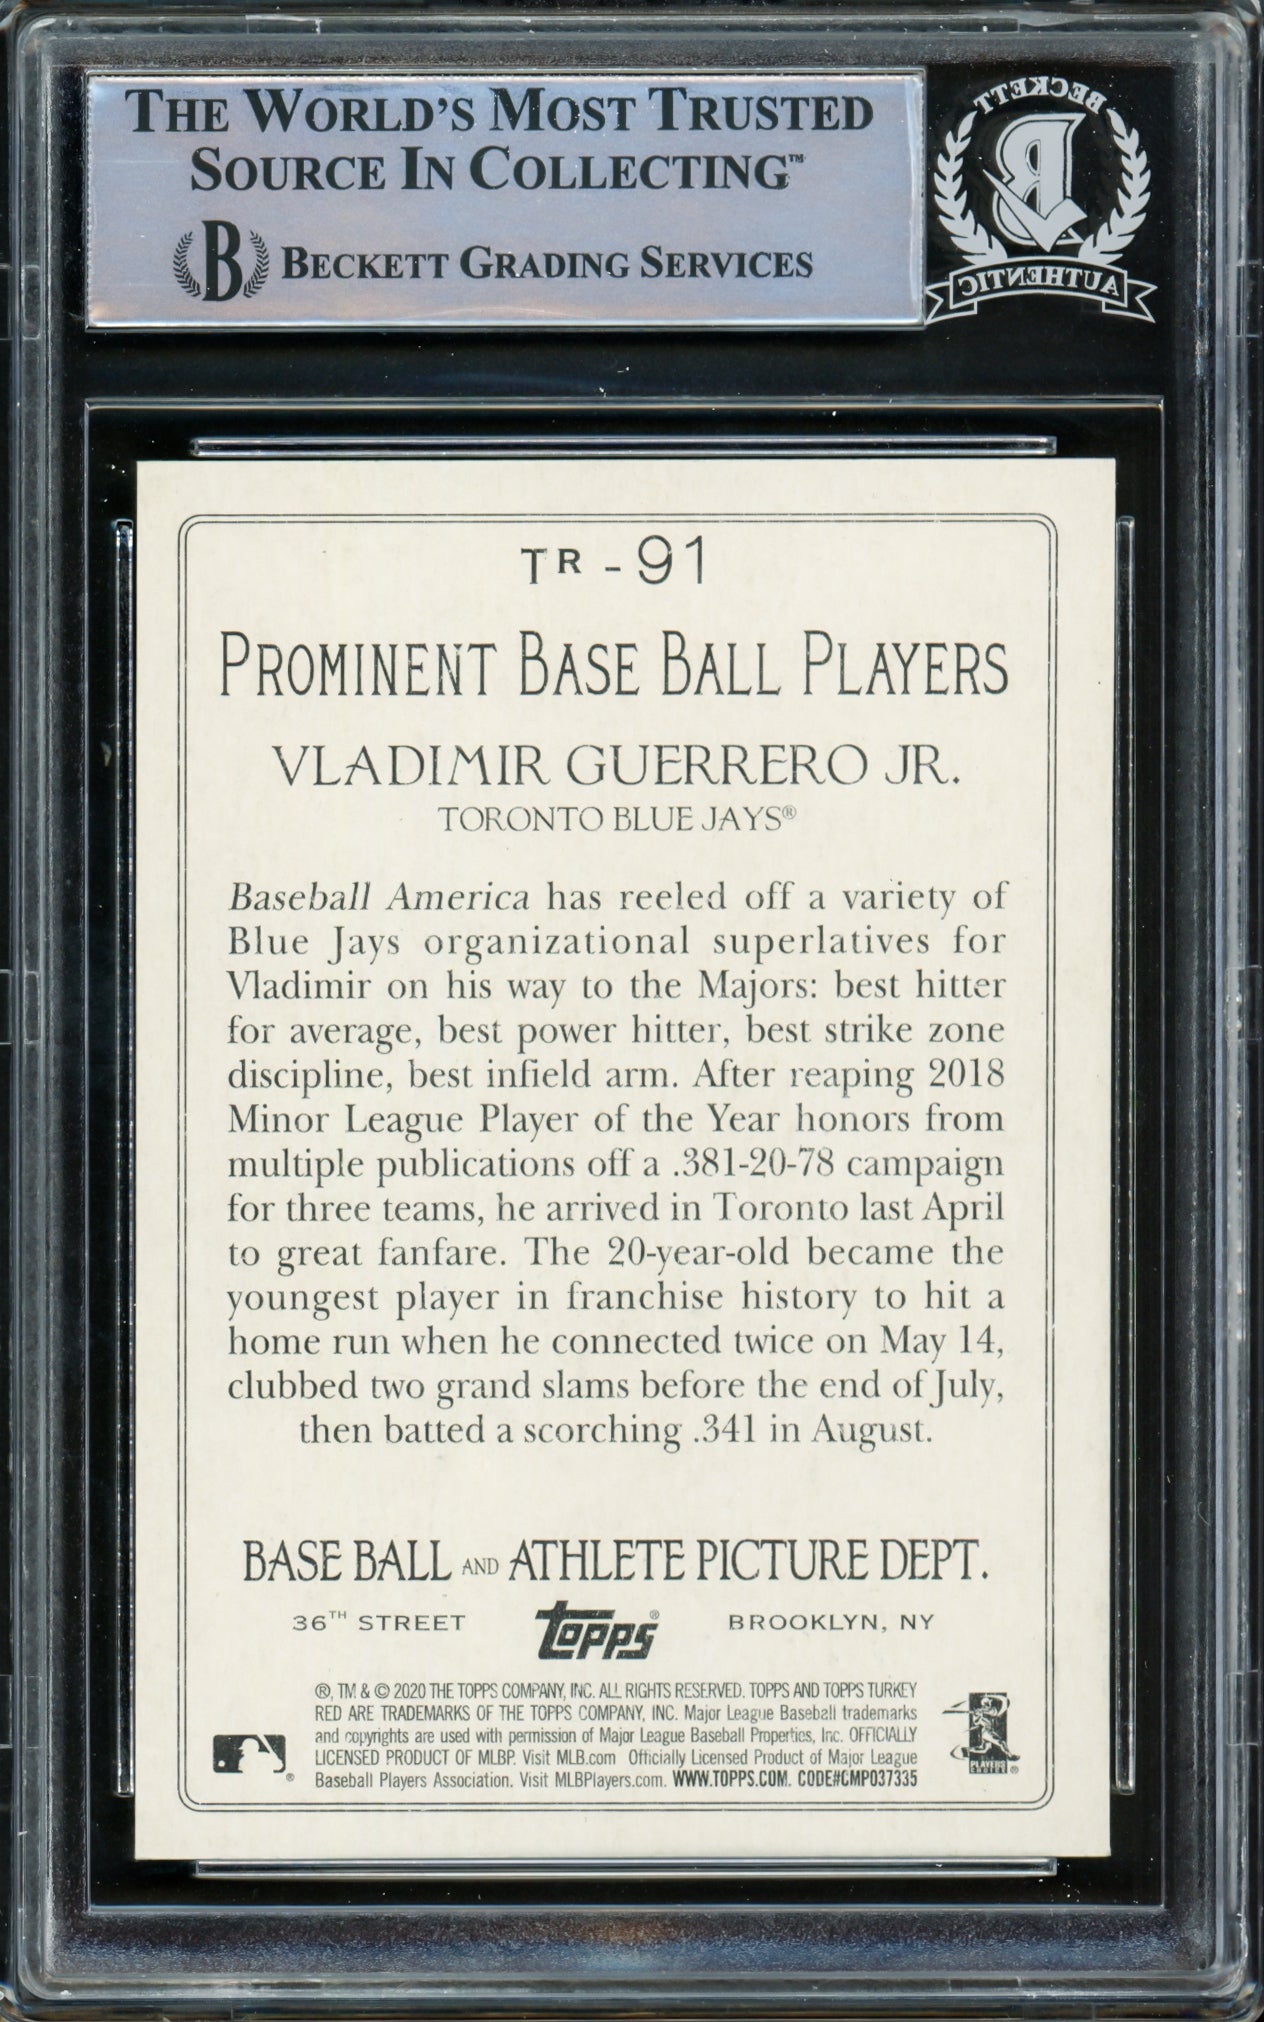 THE WORLD'S MOST TRUSTED
SOURCE IN COLLECTING™
B BECKETT GRADING SERVICES
BECKETT
B
AUTHENTIC
TR - 91
PROMINENT BASE BALL PLAYERS
VLADIMIR GUERRERO JR.
TORONTO BLUE JAYS®
Baseball America has reeled off a variety of
Blue Jays organizational superlatives for
Vladimir on his way to the Majors: best hitter
for average, best power hitter, best strike zone
discipline, best infield arm. After reaping 2018
Minor League Player of the Year honors from
multiple publications off a .381-20-78 campaign
for three teams, he arrived in Toronto last April
to great fanfare. The 20-year-old became the
youngest player in franchise history to hit a
home run when he connected twice on May 14,
clubbed two grand slams before the end of July,
then batted a scorching .341 in August.
BASE BALL AND ATHLETE PICTURE DEPT.
36TH STREET Topps® BROOKLYN, NY
®, TM & © 2020 THE TOPPS COMPANY, INC. ALL RIGHTS RESERVED. TOPPS AND TOPPS TURKEY
RED ARE TRADEMARKS OF THE TOPPS COMPANY, INC. Major League Baseball trademarks
and copyrights are used with permission of Major League Baseball Properties, Inc. OFFICIALLY
LICENSED PRODUCT OF MLBP. Visit MLB.com Officially Licensed Product of Major League
Baseball Players Association. Visit MLBPlayers.com. WWW.TOPPS.COM. CODE#CMP037335
PLAYERS
CHOICE ®